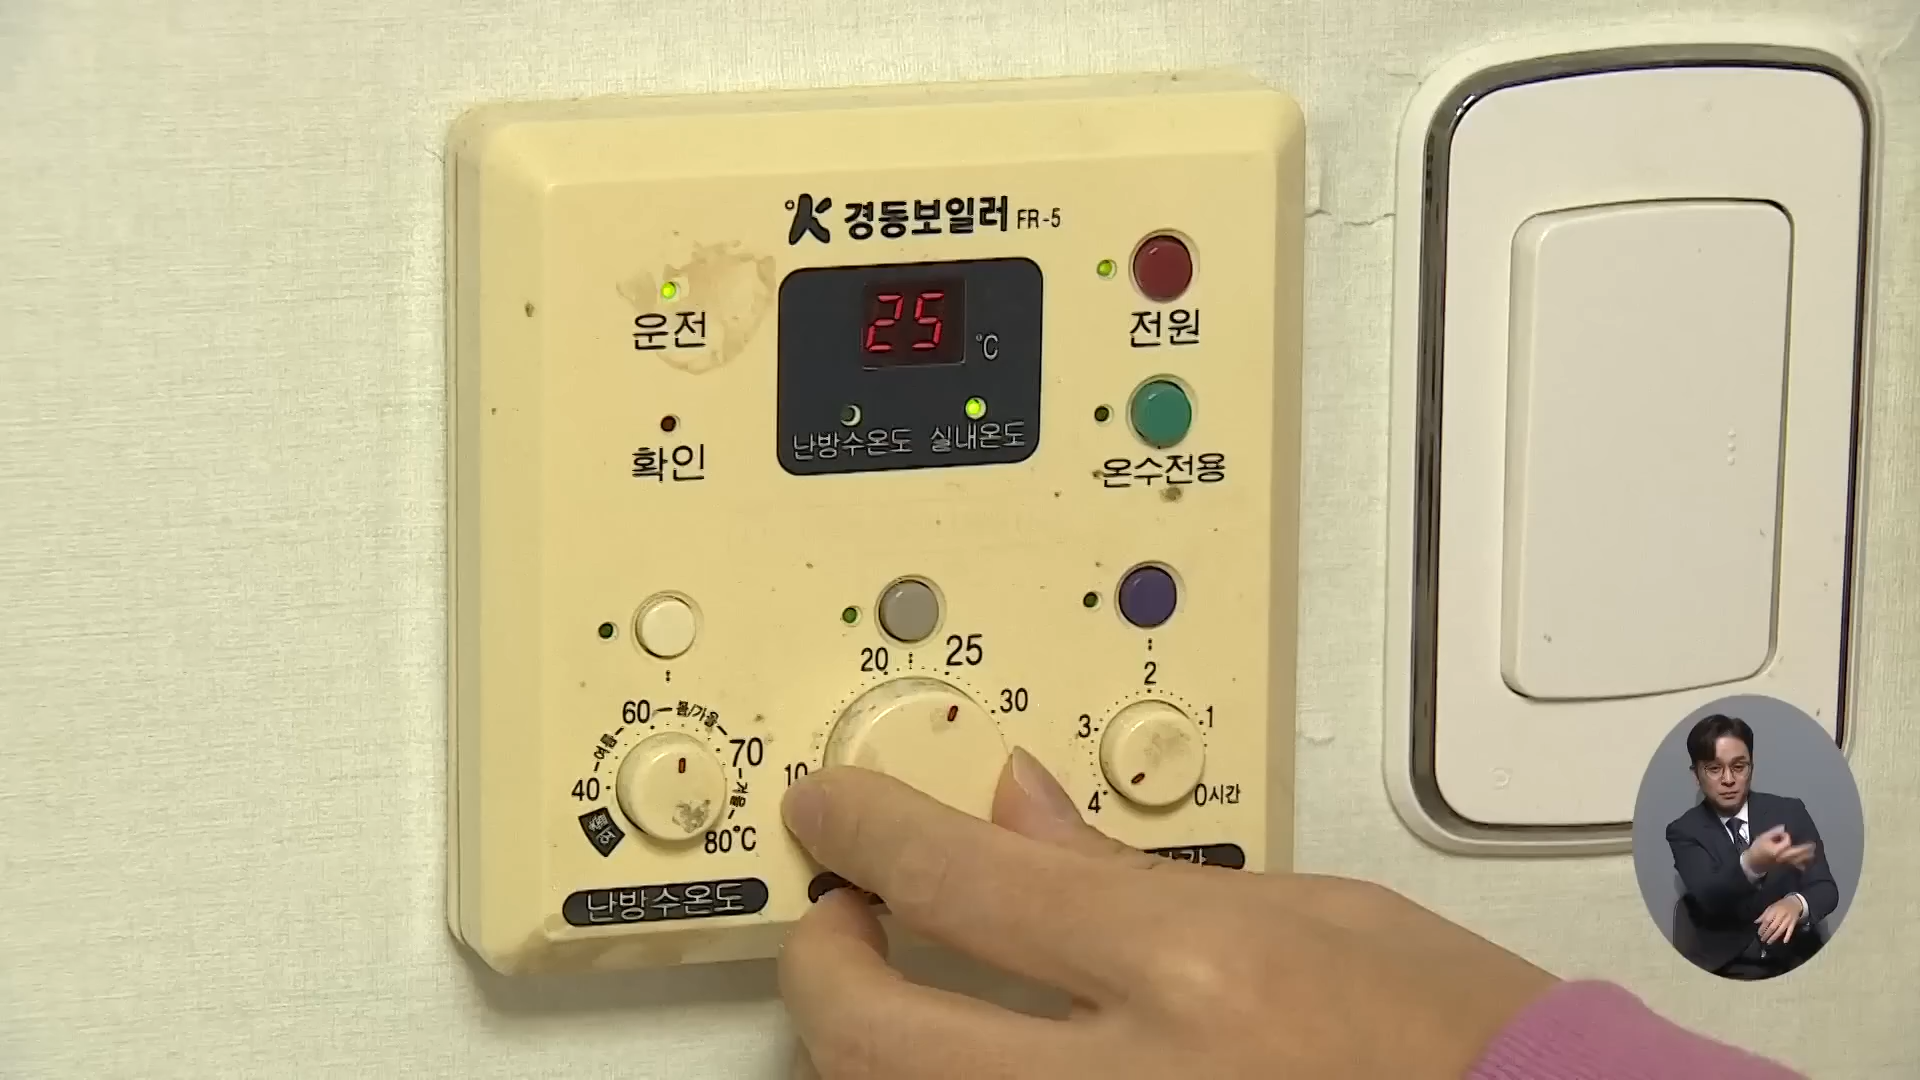 경동보일러 FR-5
운전
25 °C
전원
확인
난방수온도 실내온도
온수전용
20 25
30
10
2
3 1
4 0시간
60 봄/가을 70
여름
40 겨울
외출
80°C
난방수온도